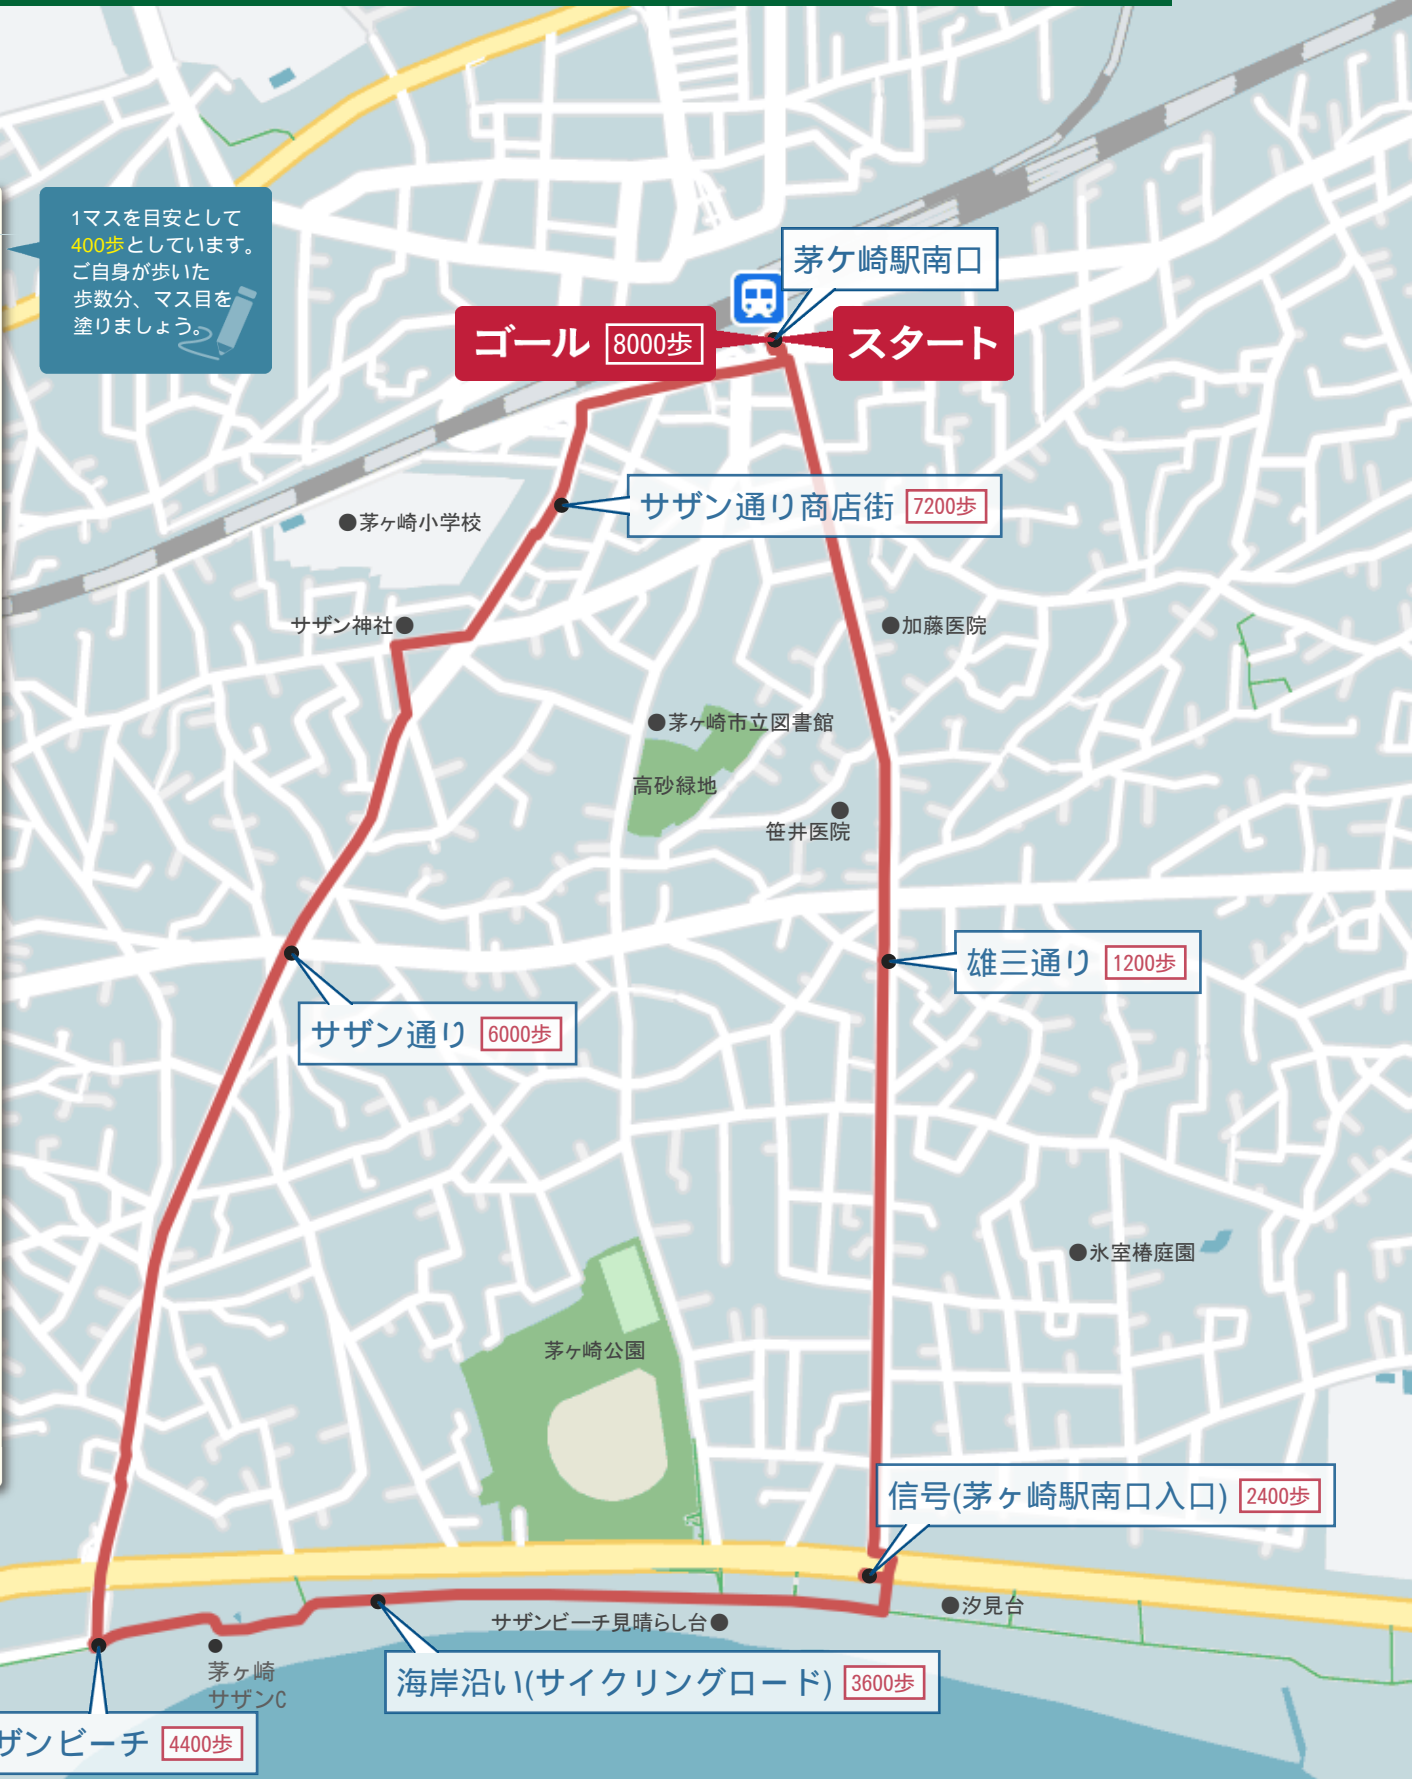 1マスを目安として
400歩としています。
ご自身が歩いた
歩数分、マス目を
塗りましょう。
茅ケ崎駅南口
ゴール 8000歩
スタート
サザン通り商店街 7200歩
●茅ヶ崎小学校
サザン神社●
●加藤医院
●茅ヶ崎市立図書館
高砂緑地
笹井医院
雄三通り 1200歩
サザン通り 6000歩
●氷室椿庭園
茅ヶ崎公園
信号(茅ヶ崎駅南口入口) 2400歩
●汐見台
サザンビーチ見晴らし台●
茅ヶ崎
サザンC
海岸沿い(サイクリングロード) 3600歩
ザンビーチ 4400歩